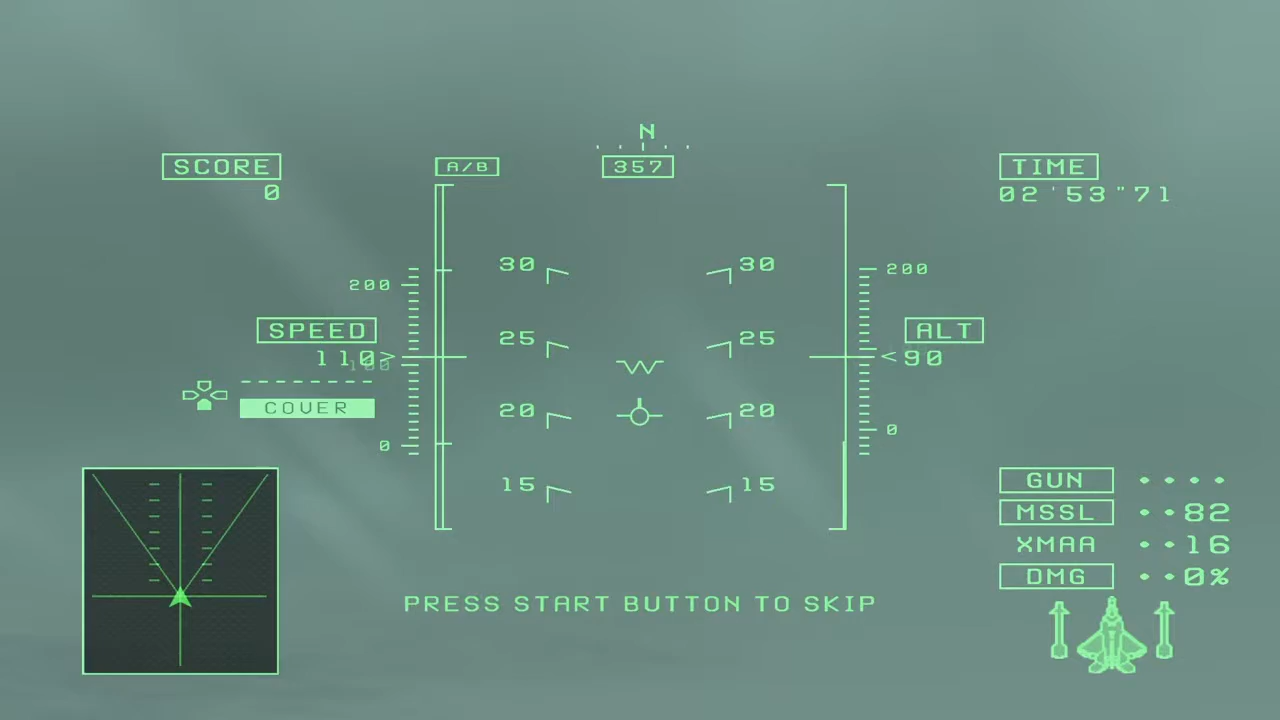 N
SCORE
A/B
357
TIME
0
02'53"71
30 30
200
200
SPEED
25 25
ALT
110>
<90
100
COVER
20 20
0
0
15 15
GUN
MSSL 82
XMAA 16
DMG 0%
PRESS START BUTTON TO SKIP